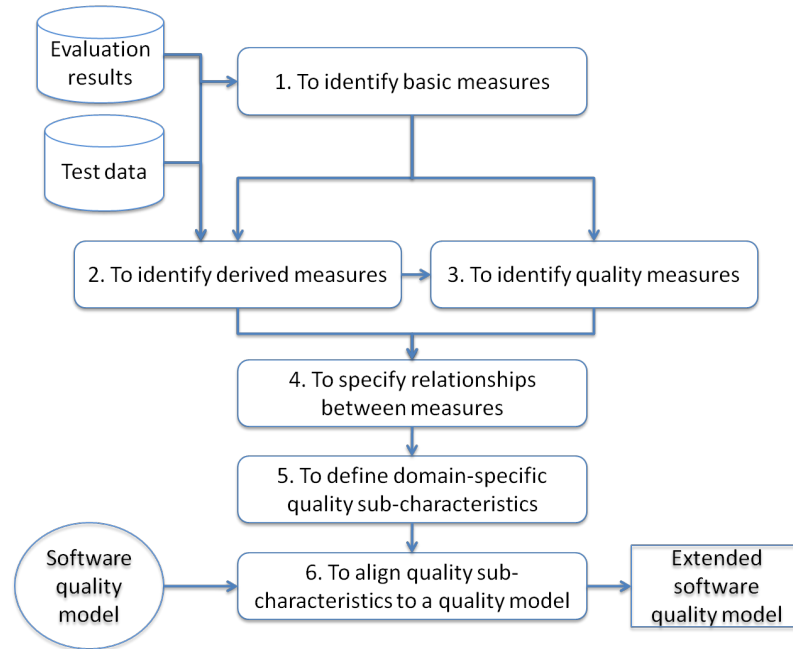 Evaluation
results
1. To identify basic measures
Test data
2. To identify derived measures
3. To identify quality measures
4. To specify relationships
between measures
5. To define domain-specific
quality sub-characteristics
Software
quality
model
6. To align quality sub-
characteristics to a quality model
Extended
software
quality model